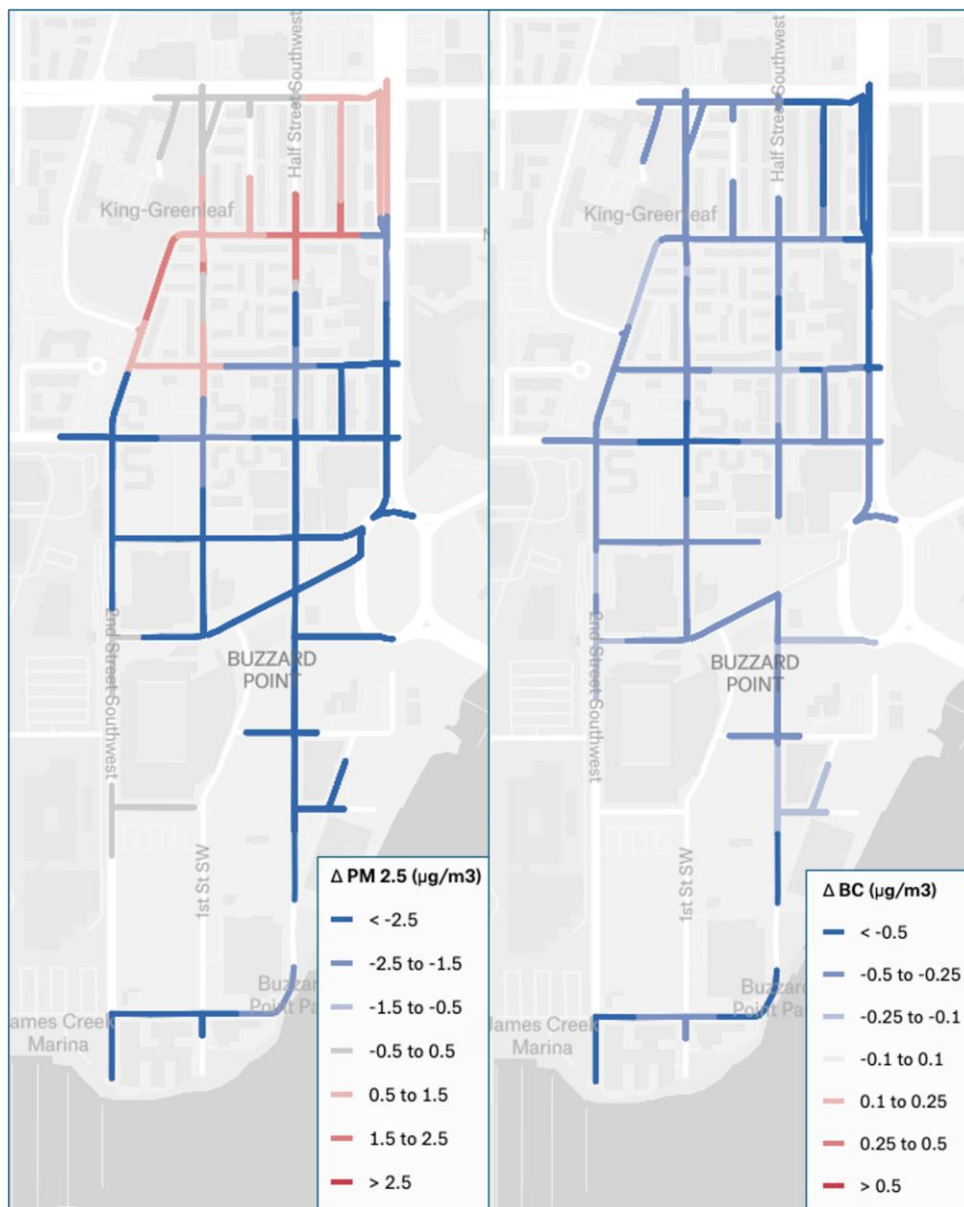 Half Street Southwest
King-Greenleaf
2nd Street Southwest
BUZZARD
POINT
1st St SW
Buzzard
Point Pa
James Creek
Marina
Δ PM 2.5 (µg/m3)
< -2.5
-2.5 to -1.5
-1.5 to -0.5
-0.5 to 0.5
0.5 to 1.5
1.5 to 2.5
> 2.5
Half Street Southwest
King-Greenleaf
2nd Street Southwest
BUZZARD
POINT
1st St SW
Buzzard
Point Pa
James Creek
Marina
Δ BC (µg/m3)
< -0.5
-0.5 to -0.25
-0.25 to -0.1
-0.1 to 0.1
0.1 to 0.25
0.25 to 0.5
> 0.5